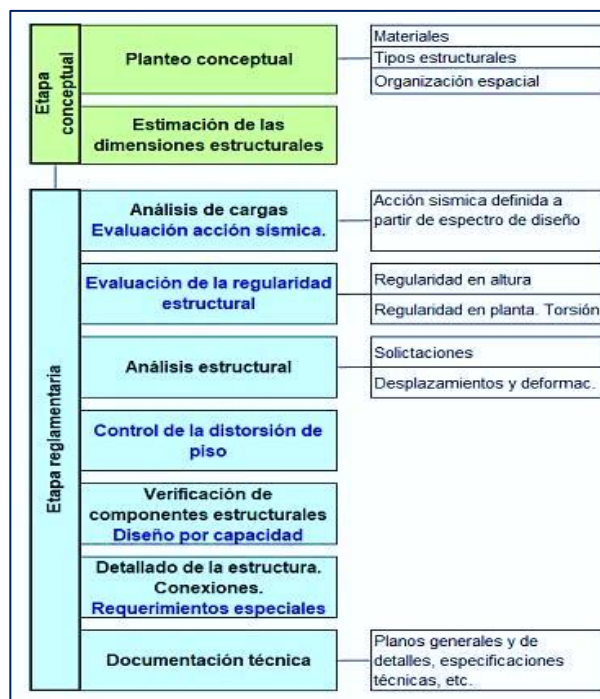 Etapa
conceptual
Planteo conceptual
Materiales
Tipos estructurales
Organización espacial
Estimación de las
dimensiones estructurales
Etapa reglamentaria
Análisis de cargas
Evaluación acción sísmica.
Acción sismica definida a
partir de espectro de diseño
Evaluación de la regularidad
estructural
Regularidad en altura
Regularidad en planta. Torsión
Análisis estructural
Solictaciones
Desplazamientos y deformac.
Control de la distorsión de
piso
Verificación de
componentes estructurales
Diseño por capacidad
Detallado de la estructura.
Conexiones.
Requerimientos especiales
Documentación técnica
Planos generales y de
detalles, especificaciones
técnicas, etc.